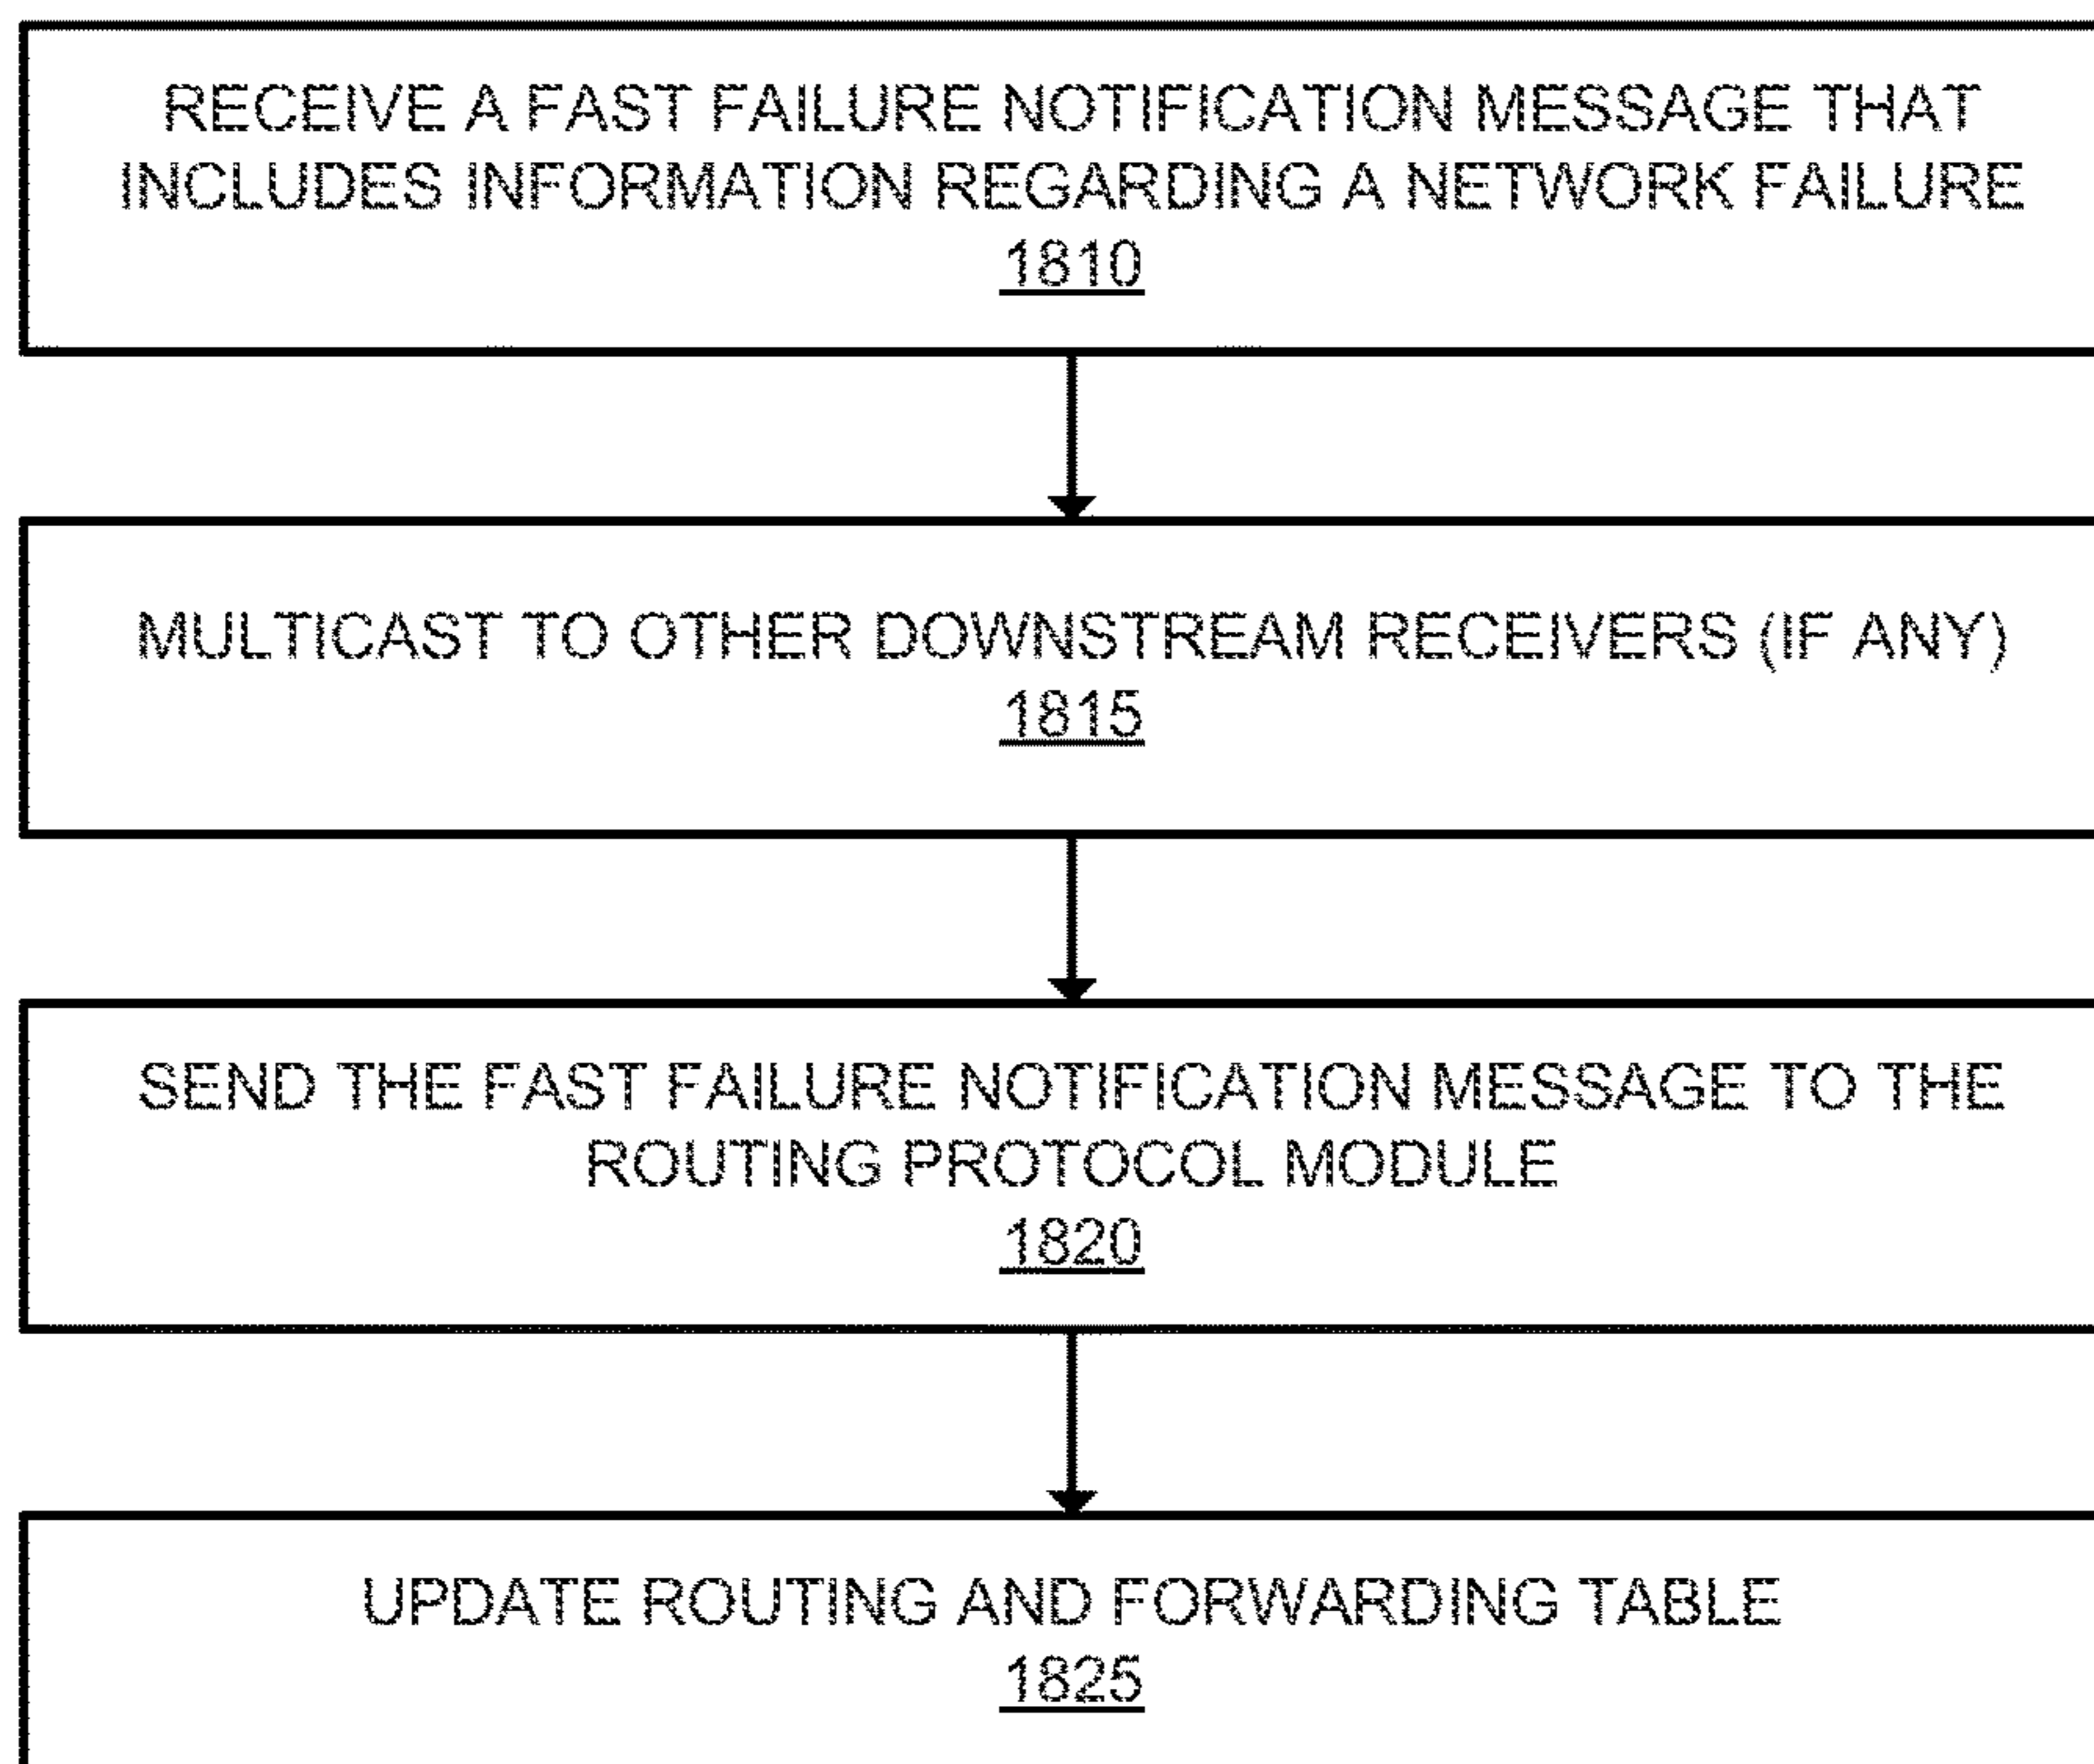 RECEIVE A FAST FAILURE NOTIFICATION MESSAGE THAT
INCLUDES INFORMATION REGARDING A NETWORK FAILURE
1810
MULTICAST TO OTHER DOWNSTREAM RECEIVERS (IF ANY)
1815
SEND THE FAST FAILURE NOTIFICATION MESSAGE TO THE
ROUTING PROTOCOL MODULE
1820
UPDATE ROUTING AND FORWARDING TABLE
1825